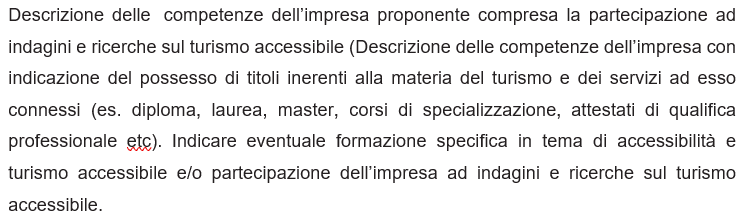 Descrizione delle  competenze dell’impresa proponente compresa la partecipazione ad
indagini e ricerche sul turismo accessibile (Descrizione delle competenze dell’impresa con
indicazione del possesso di titoli inerenti alla materia del turismo e dei servizi ad esso
connessi (es. diploma, laurea, master, corsi di specializzazione, attestati di qualifica
professionale etc). Indicare eventuale formazione specifica in tema di accessibilità e
turismo accessibile e/o partecipazione dell’impresa ad indagini e ricerche sul turismo
accessibile.